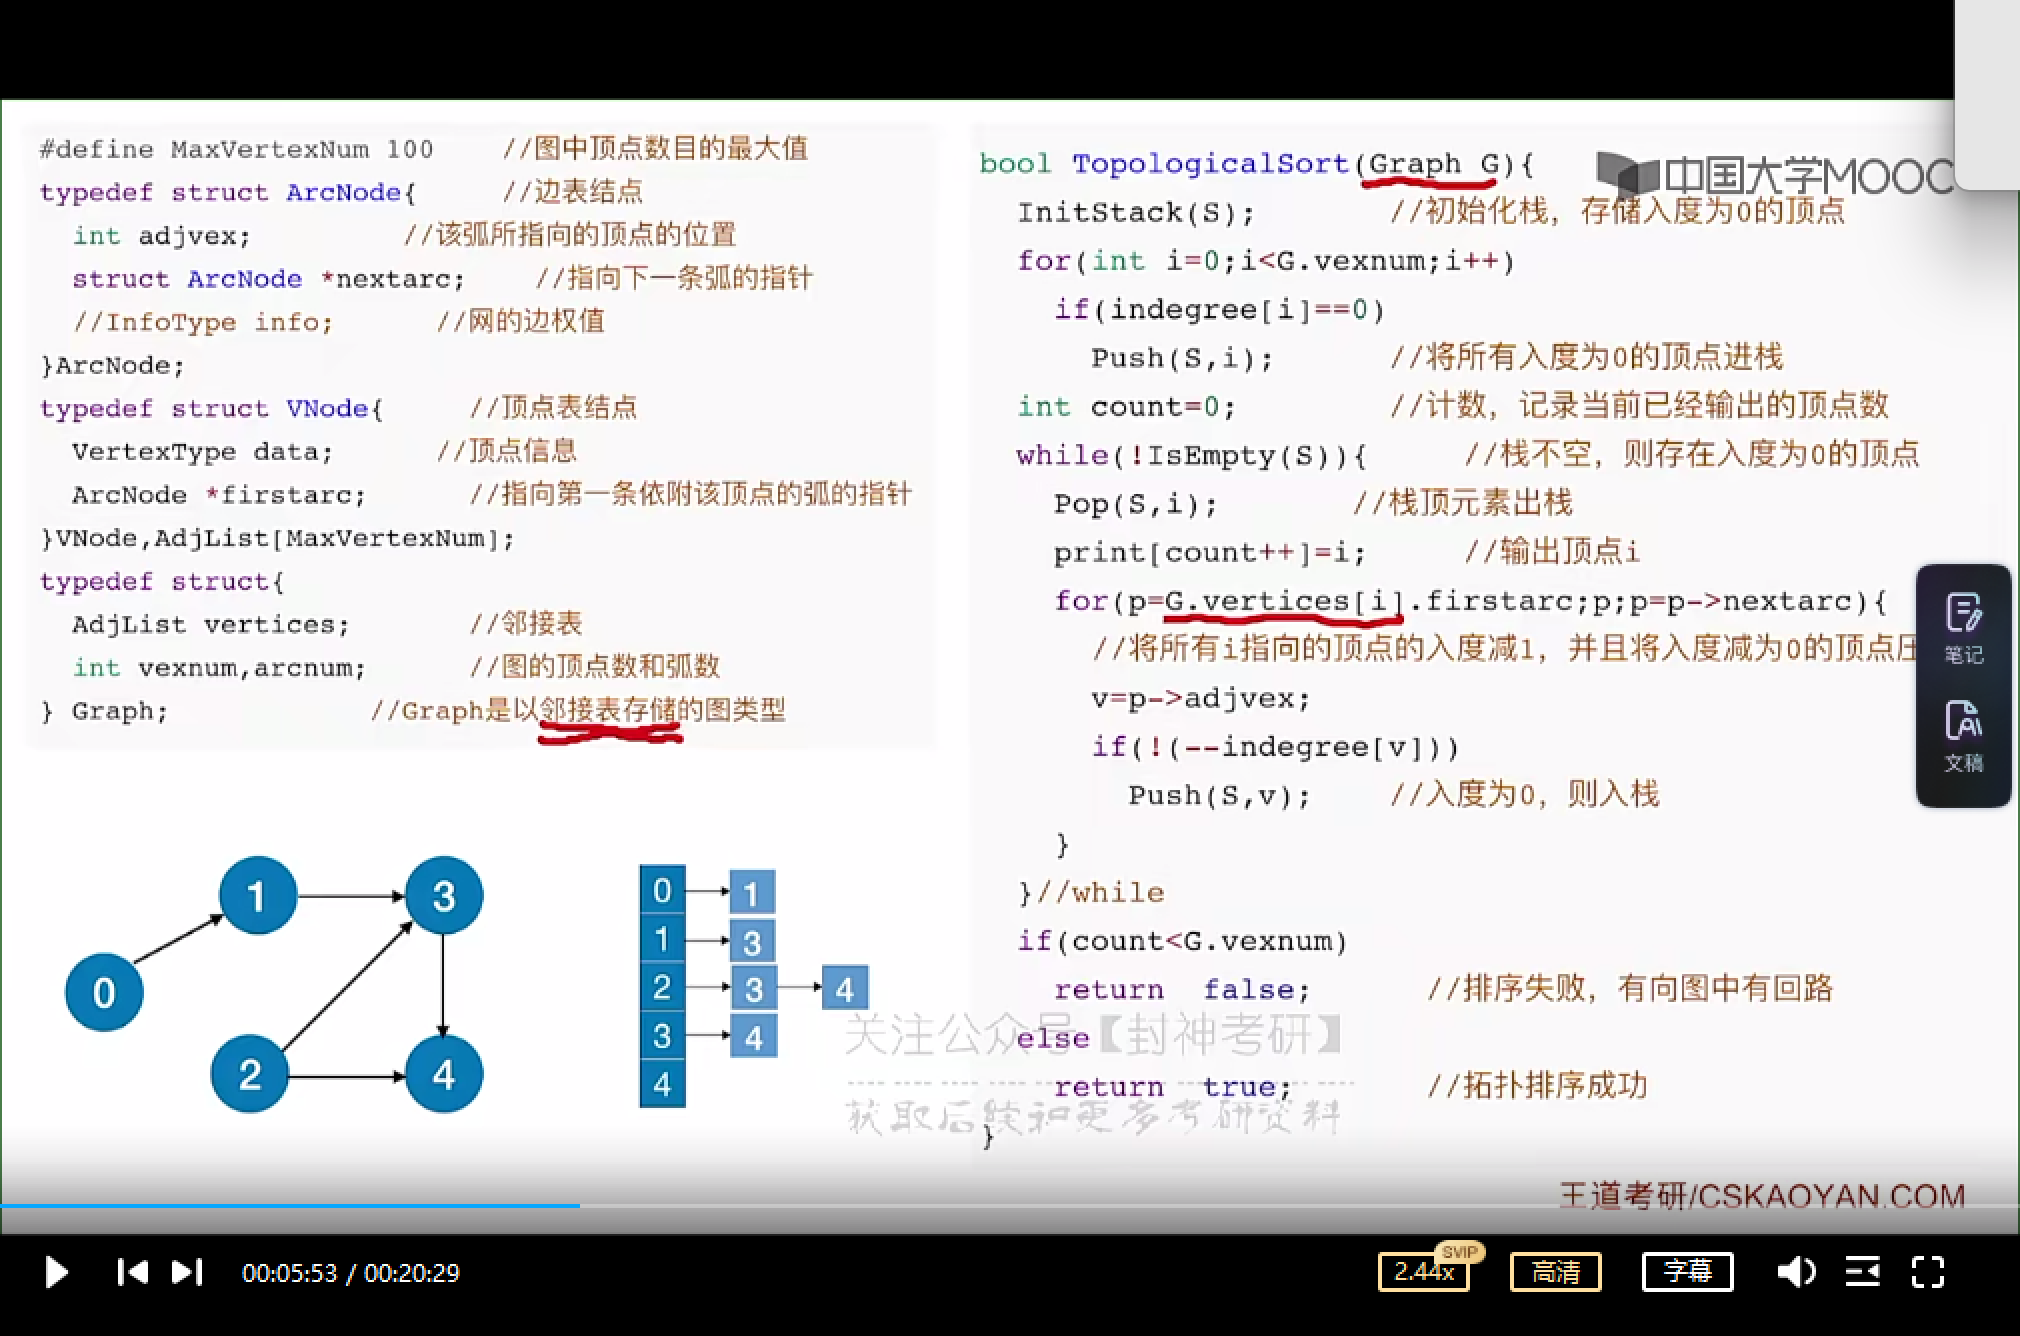 #define MaxVertexNum 100 //图中顶点数目的最大值
typedef struct ArcNode{ //边表结点
int adjvex; //该弧所指向的顶点的位置
struct ArcNode *nextarc; //指向下一条弧的指针
//InfoType info; //网的边权值
}ArcNode;
typedef struct VNode{ //顶点表结点
VertexType data; //顶点信息
ArcNode *firstarc; //指向第一条依附该顶点的弧的指针
}VNode,AdjList[MaxVertexNum];
typedef struct{
AdjList vertices; //邻接表
int vexnum,arcnum; //图的顶点数和弧数
} Graph; //Graph是以邻接表存储的图类型
1
3
0
2
4
0 1
1 3
2 3 4
3 4
4
中国大学MOOC
bool TopologicalSort(Graph G){
InitStack(S); //初始化栈，存储入度为0的顶点
for(int i=0;i<G.vexnum;i++)
if(indegree[i]==0)
Push(S,i); //将所有入度为0的顶点进栈
int count=0; //计数，记录当前已经输出的顶点数
while(!IsEmpty(S)){ //栈不空，则存在入度为0的顶点
Pop(S,i); //栈顶元素出栈
print[count++]=i; //输出顶点i
for(p=G.vertices[i].firstarc;p;p=p->nextarc){
//将所有i指向的顶点的入度减1，并且将入度减为0的顶点压
v=p->adjvex;
if(!(--indegree[v]))
Push(S,v); //入度为0，则入栈
}
}//while
if(count<G.vexnum)
return false; //排序失败，有向图中有回路
else
return true; //拓扑排序成功
}
关注公众号【封神考研】
获取后续和更多考研资料
王道考研/CSKAOYAN.COM
笔记
文稿
00:05:53 / 00:20:29
2.44x
SVIP
高清
字幕